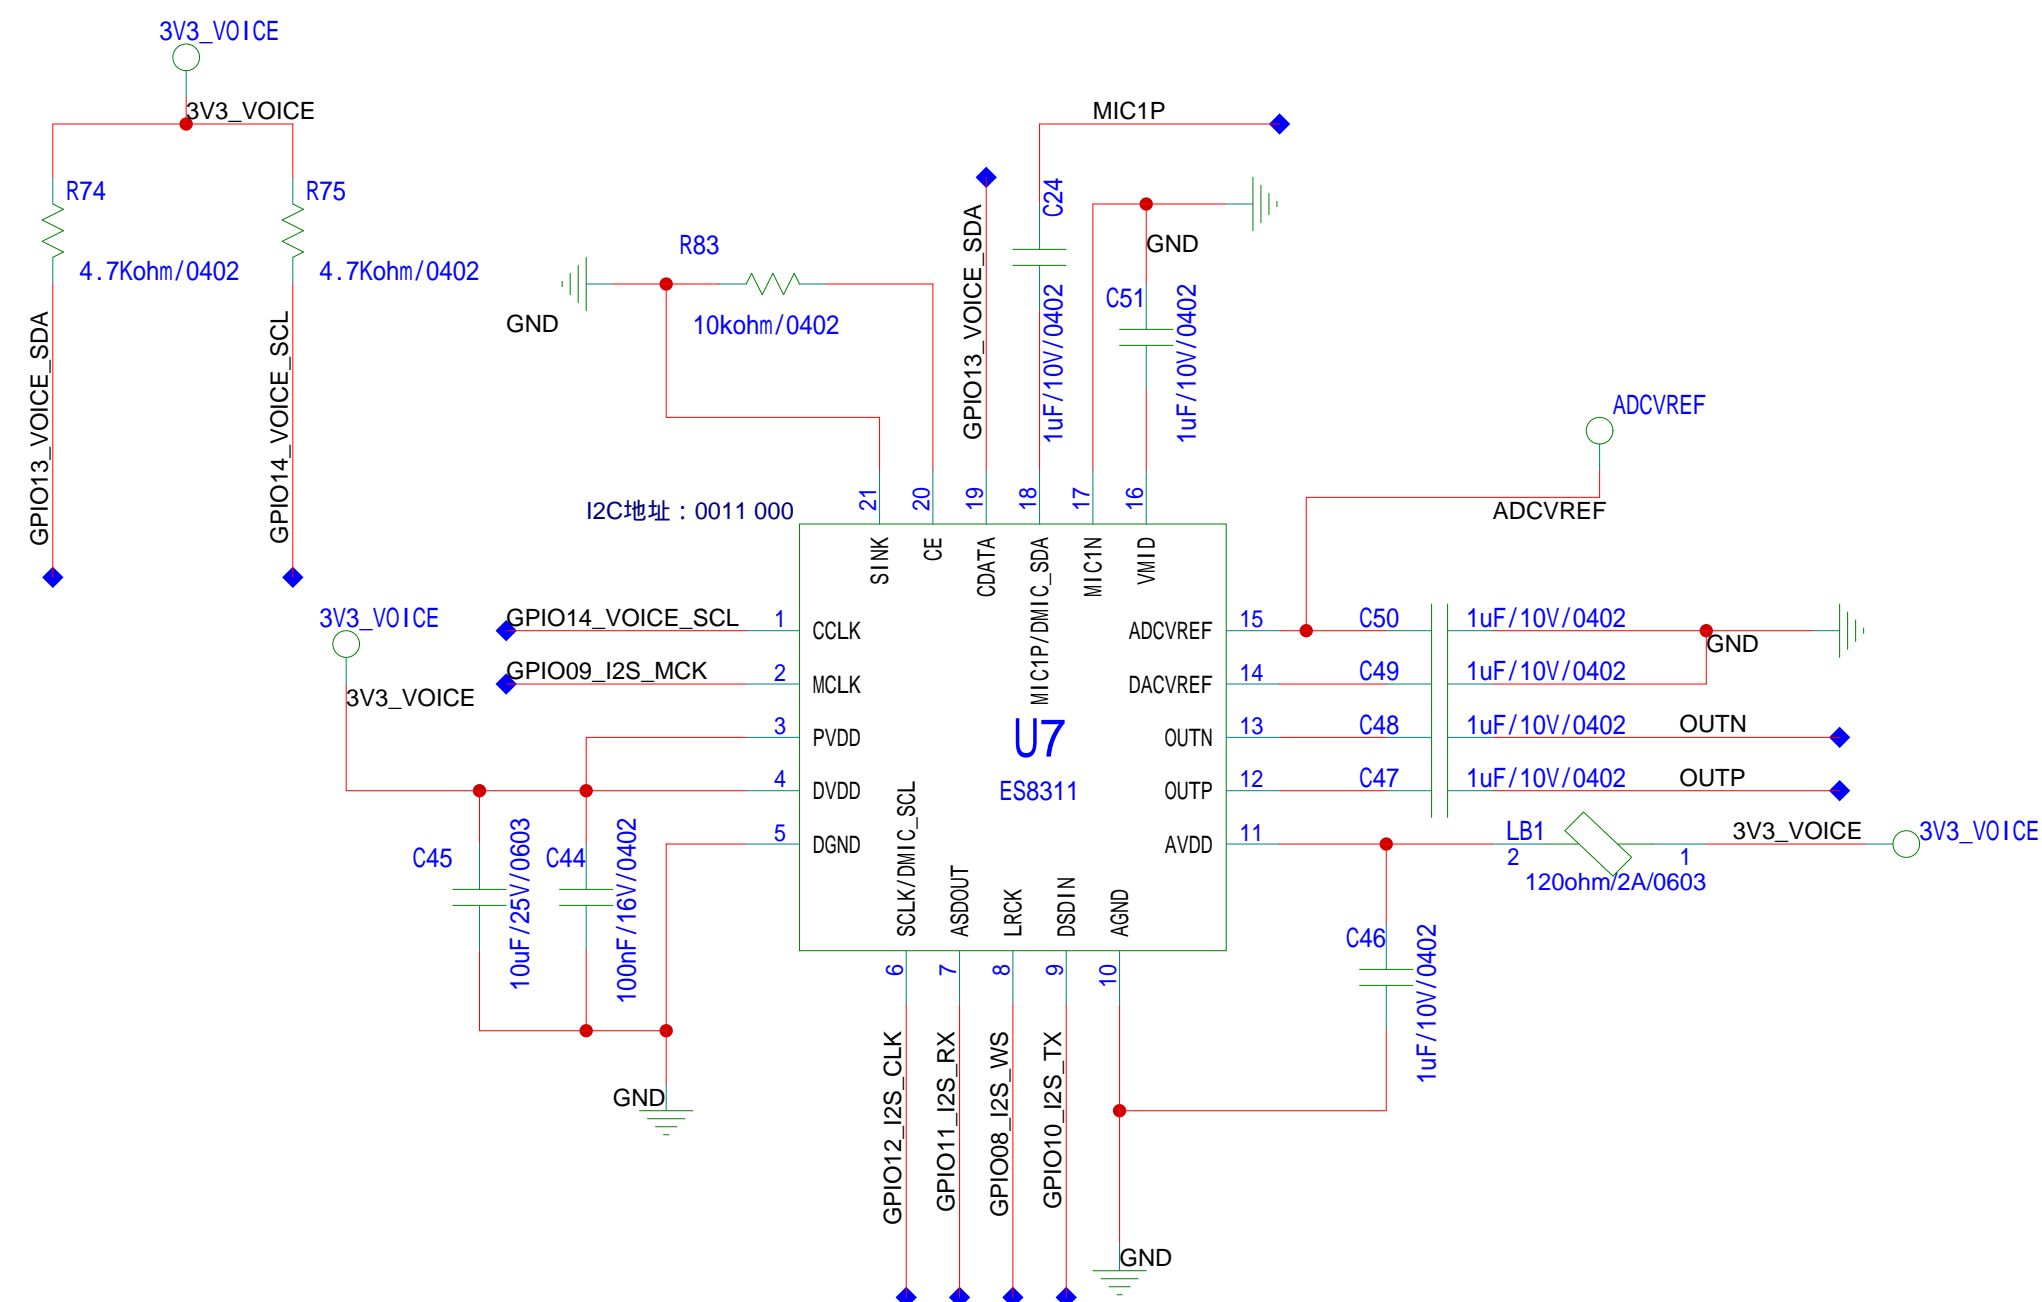 3V3_VOICE
3V3_VOICE
R74
4.7Kohm/0402
R75
4.7Kohm/0402
GPIO13_VOICE_SDA
GPIO14_VOICE_SCL
R83
10kohm/0402
GND
GPIO13_VOICE_SDA
MIC1P
C24
1uF/10V/0402
GND
C51
1uF/10V/0402
ADCVREF
ADCVREF
I2C地址：0011 000
21
20
19
18
17
16
SINK
CE
CDATA
MIC1P/DMIC_SDA
MIC1N
VMID
3V3_VOICE
3V3_VOICE
GPIO14_VOICE_SCL
1
CCLK
GPIO09_I2S_MCK
2
MCLK
3
PVDD
4
DVDD
5
DGND
U7
ES8311
ADCVREF
15
C50
1uF/10V/0402
GND
DACVREF
14
C49
1uF/10V/0402
OUTN
13
C48
1uF/10V/0402
OUTN
OUTP
12
C47
1uF/10V/0402
OUTP
AVDD
11
LB1
2
1
120ohm/2A/0603
3V3_VOICE
3V3_VOICE
C45
10uF/25V/0603
C44
100nF/16V/0402
GND
SCLK/DMIC_SCL
ASDOUT
LRCK
DSDIN
AGND
6
7
8
9
10
GPIO12_I2S_CLK
GPIO11_I2S_RX
GPIO08_I2S_WS
GPIO10_I2S_TX
C46
1uF/10V/0402
GND